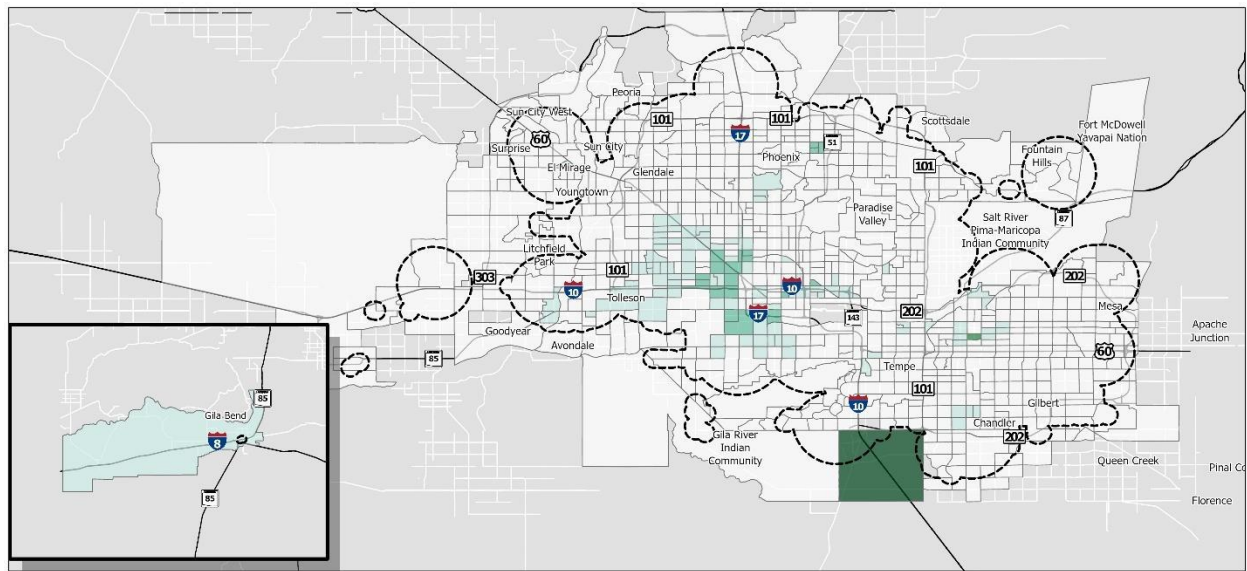 Peoria
Sun City West
60
101
101
17
Scottsdale
Fort McDowell
Yavapai Nation
Surprise
Sun City
51
Phoenix
Fountain
Hills
El Mirage
Glendale
101
Youngtown
Paradise
Valley
Salt River
Pima-Maricopa
Indian Community
87
Litchfield
Park
303
101
10
10
202
Tolleson
17
143
202
Mesa
Goodyear
Avondale
85
Apache
Junction
60
Tempe
101
10
Gilbert
Chandler
202
Gila River
Indian
Community
Queen Creek
Pinal Co
Florence
85
Gila Bend
8
85